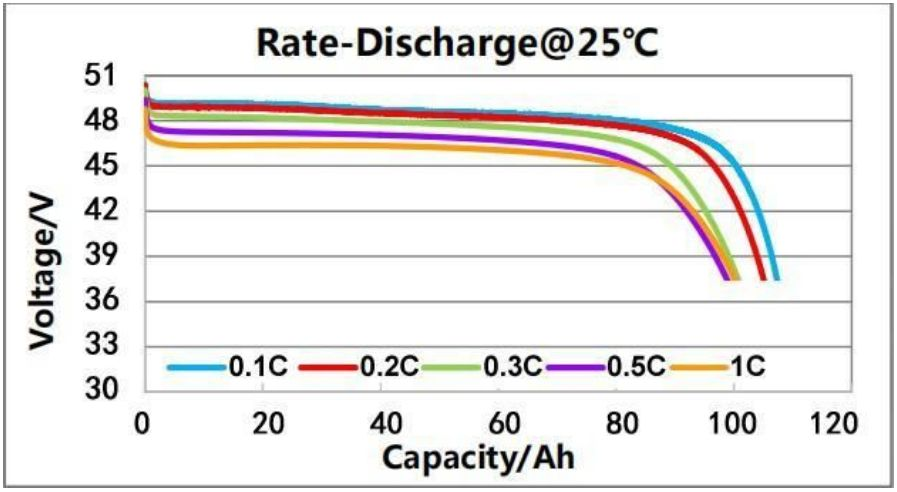 Rate-Discharge@25℃
51
48
45
42
39
36
33
30
Voltage/V
0.1C 0.2C 0.3C 0.5C 1C
0 20 40 60 80 100 120
Capacity/Ah